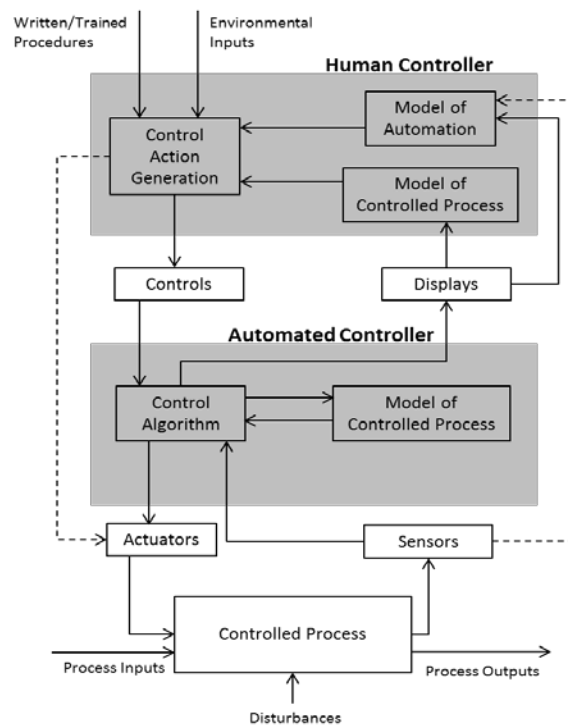 Written/Trained
Procedures
Environmental
Inputs
Human Controller
Control
Action
Generation
Model of
Automation
Model of
Controlled Process
Controls
Displays
Automated Controller
Control
Algorithm
Model of
Controlled Process
Actuators
Sensors
Controlled Process
Process Inputs
Process Outputs
Disturbances